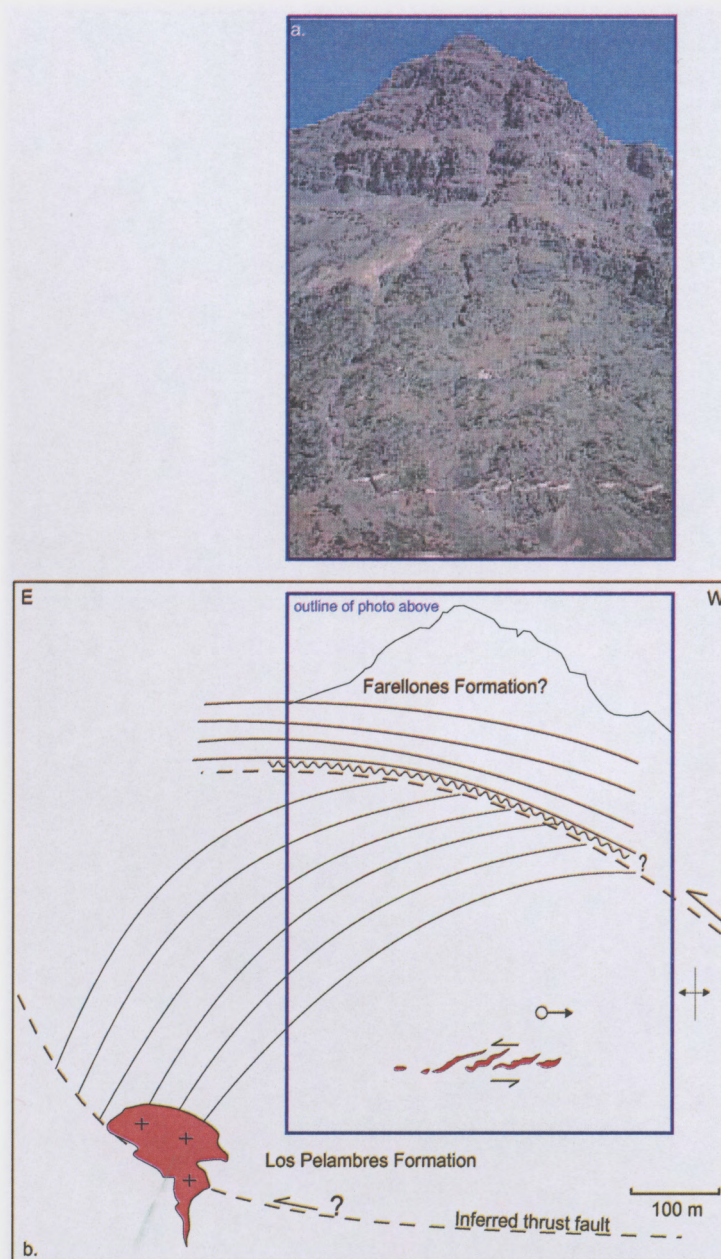 a.
E
W
outline of photo above
Farellones Formation?
?
Los Pelambres Formation
?
100 m
Inferred thrust fault
b.